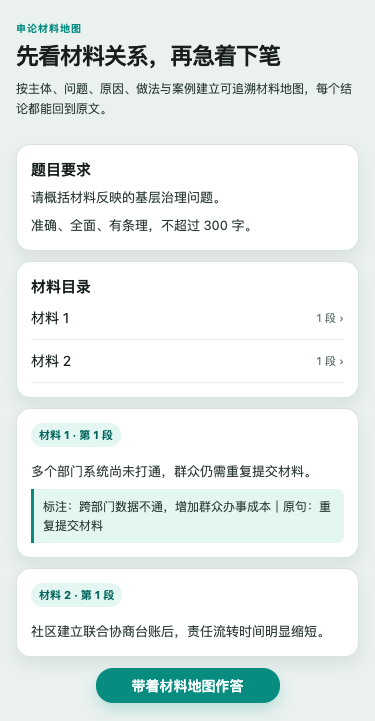 申论材料地图
先看材料关系，再急着下笔
按主体、问题、原因、做法与案例建立可追溯材料地图，每个结
论都能回到原文。
题目要求
请概括材料反映的基层治理问题。
准确、全面、有条理，不超过 300 字。
材料目录
材料 1
1 段 ›
材料 2
1 段 ›
材料 1 · 第 1 段
多个部门系统尚未打通，群众仍需重复提交材料。
标注：跨部门数据不通，增加群众办事成本｜原句：重
复提交材料
材料 2 · 第 1 段
社区建立联合协商台账后，责任流转时间明显缩短。
带着材料地图作答